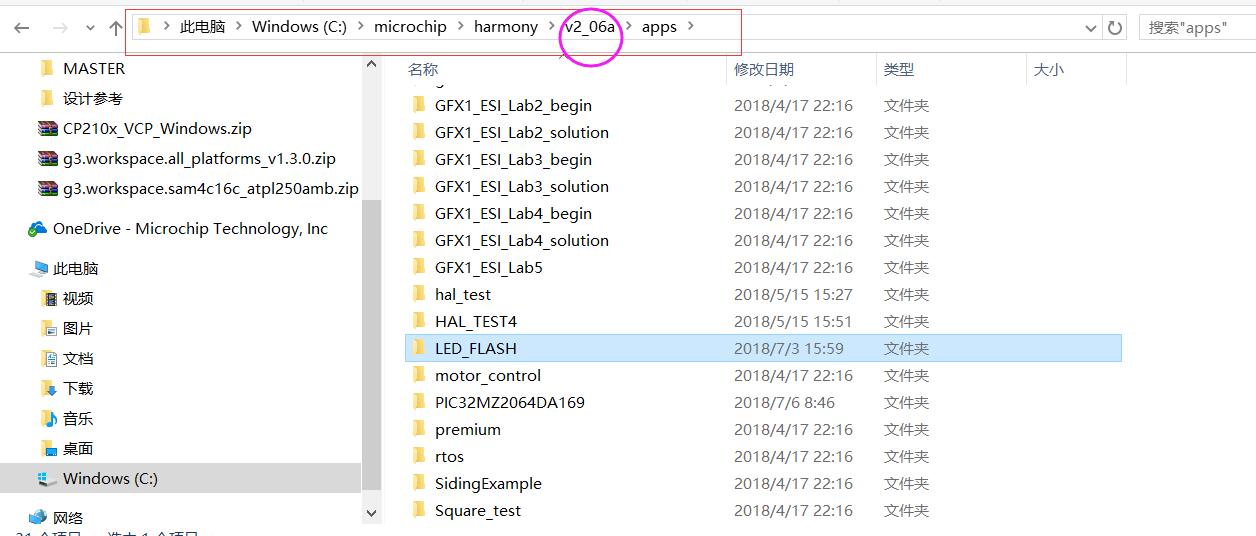 此电脑 Windows (C:) microchip harmony v2_06a apps 搜索"apps"
MASTER
设计参考
CP210x_VCP_Windows.zip
g3.workspace.all_platforms_v1.3.0.zip
g3.workspace.sam4c16c_atpl250amb.zip
OneDrive - Microchip Technology, Inc
此电脑
视频
图片
文档
下载
音乐
桌面
Windows (C:)
网络
名称 修改日期 类型 大小
GFX1_ESI_Lab2_begin 2018/4/17 22:16 文件夹
GFX1_ESI_Lab2_solution 2018/4/17 22:16 文件夹
GFX1_ESI_Lab3_begin 2018/4/17 22:16 文件夹
GFX1_ESI_Lab3_solution 2018/4/17 22:16 文件夹
GFX1_ESI_Lab4_begin 2018/4/17 22:16 文件夹
GFX1_ESI_Lab4_solution 2018/4/17 22:16 文件夹
GFX1_ESI_Lab5 2018/4/17 22:16 文件夹
hal_test 2018/5/15 15:27 文件夹
HAL_TEST4 2018/5/15 15:51 文件夹
LED_FLASH 2018/7/3 15:59 文件夹
motor_control 2018/4/17 22:16 文件夹
PIC32MZ2064DA169 2018/7/6 8:46 文件夹
premium 2018/4/17 22:16 文件夹
rtos 2018/4/17 22:16 文件夹
SidingExample 2018/4/17 22:16 文件夹
Square_test 2018/4/17 22:16 文件夹